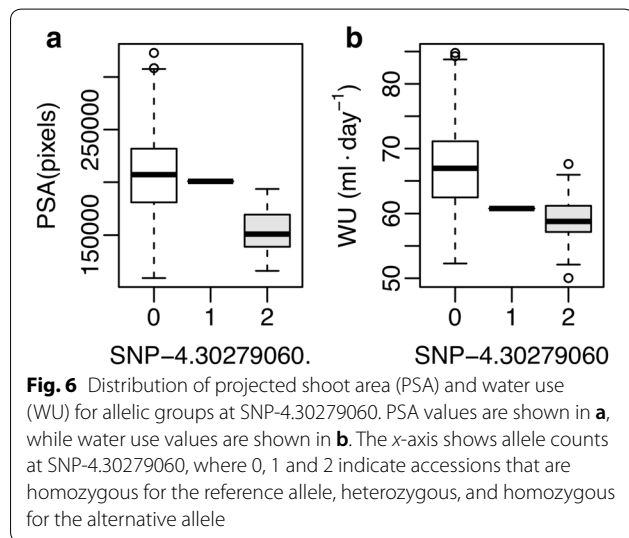 a
b
PSA(pixels)
250000
150000
WU (ml · day−1)
80
70
60
50
0 1 2
0 1 2
SNP−4.30279060.
SNP−4.30279060
Fig. 6 Distribution of projected shoot area (PSA) and water use
(WU) for allelic groups at SNP-4.30279060. PSA values are shown in a,
while water use values are shown in b. The x-axis shows allele counts
at SNP-4.30279060, where 0, 1 and 2 indicate accessions that are
homozygous for the reference allele, heterozygous, and homozygous
for the alternative allele